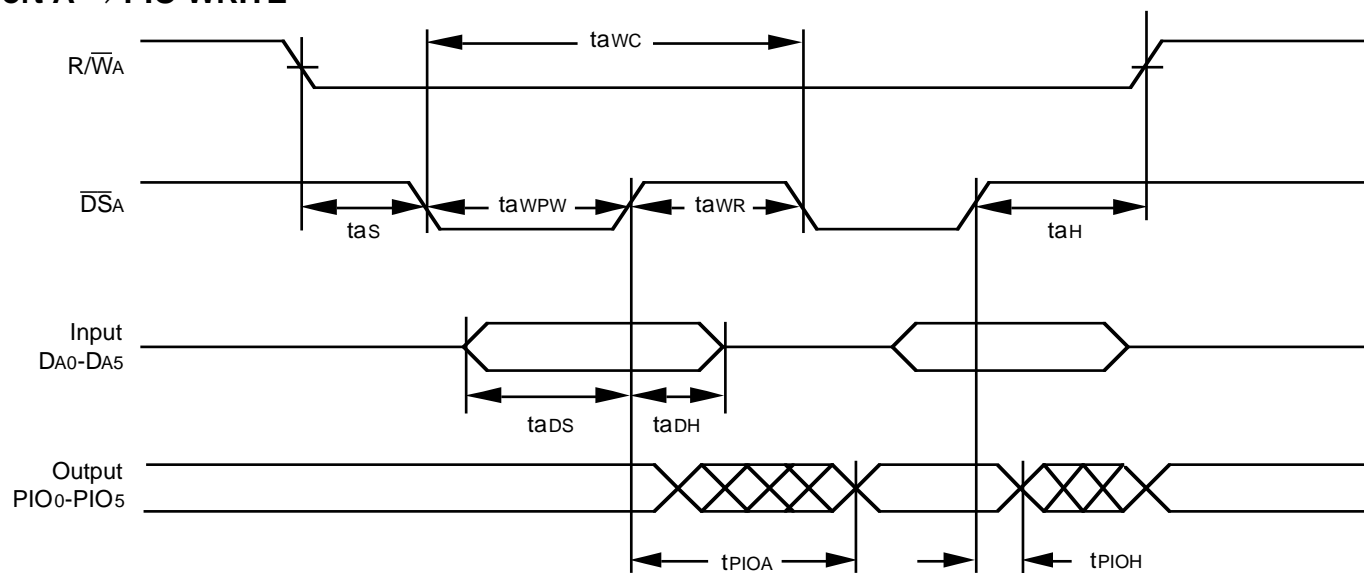 → PIO WRITE
taWC
R/W̅A
D̅S̅A
taWPW
taWR
taS
taH
Input
DA0-DA5
taDS
taDH
Output
PIO0-PIO5
tPIOA
tPIOH